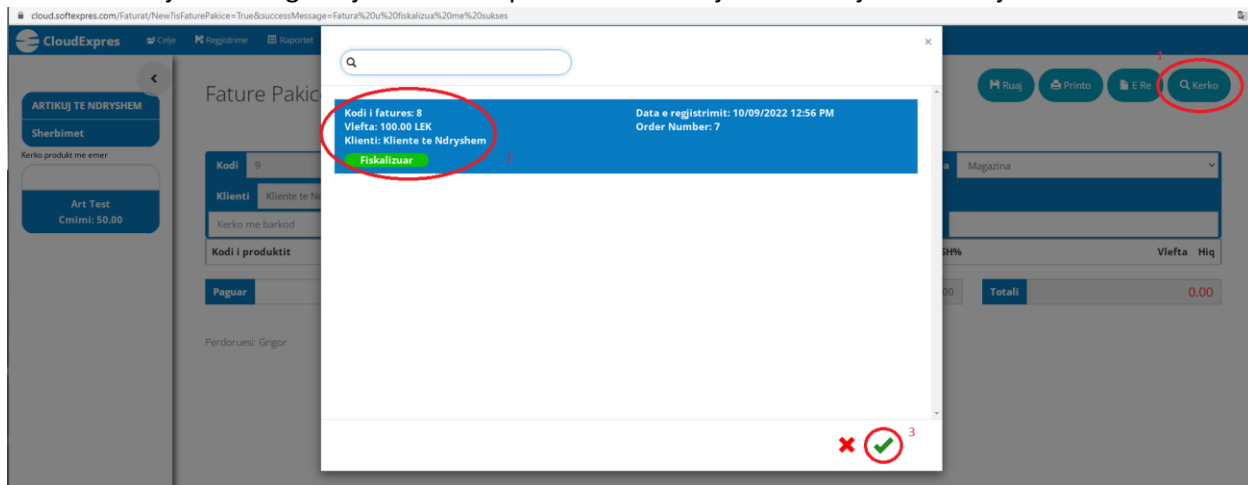 cloud.softexpres.com/Faturat/New?isFaturePakice=True&successMessage=Fatura%20u%20fiskalizua%20me%20sukses
CloudExpres Celje Registrime Raportet
×
1
Ruaj Printo E Re Kerko
ARTIKUJ TE NDRYSHEM
Sherbimet
Kerko produkt me emer
Art Test
Cmimi: 50.00
Fature Pakic
Kodi i fatures: 8
Vlefta: 100.00 LEK
Klienti: Kliente te Ndryshem
Fiskalizuar
2
Data e regjistrimit: 10/09/2022 12:56 PM
Order Number: 7
Kodi 9
a Magazina
Klienti Kliente te N
Kerko me barkod
Kodi i produktit
SH% Vlefta Hiq
Paguar
00 Totali 0.00
Perdoruesi: Grigor
3